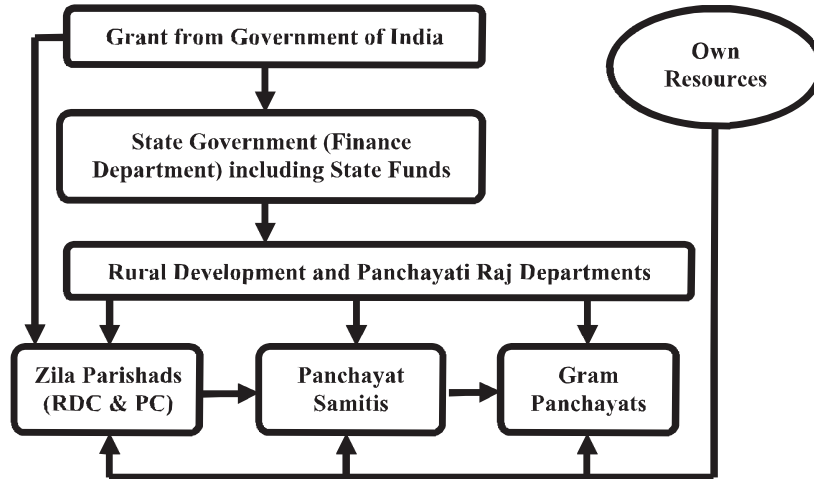 Grant from Government of India
Own
Resources
State Government (Finance
Department) including State Funds
Rural Development and Panchayati Raj Departments
Zila Parishads
(RDC & PC)
Panchayat
Samitis
Gram
Panchayats